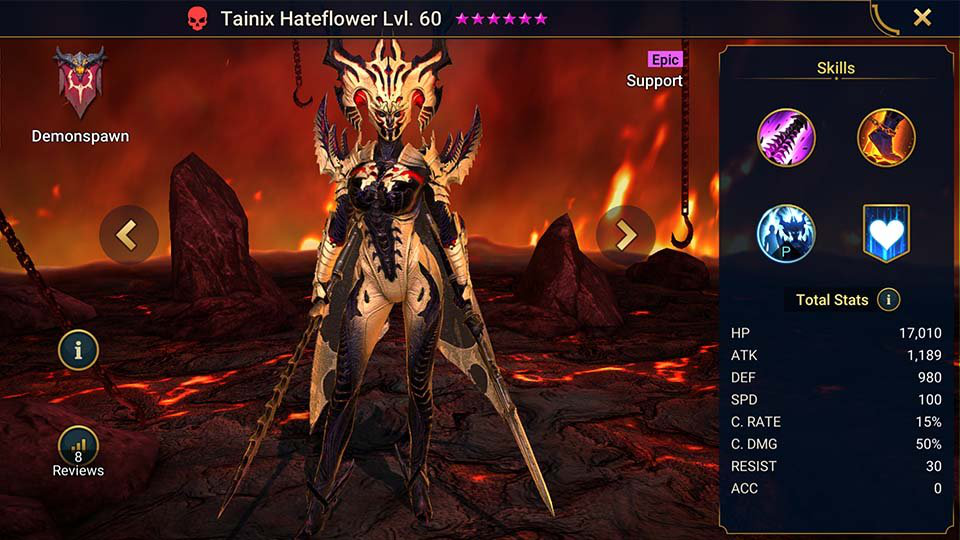 Tainix Hateflower Lvl. 60
Demonspawn
Epic
Support
8
Reviews
Skills
P
Total Stats
HP 17,010
ATK 1,189
DEF 980
SPD 100
C. RATE 15%
C. DMG 50%
RESIST 30
ACC 0